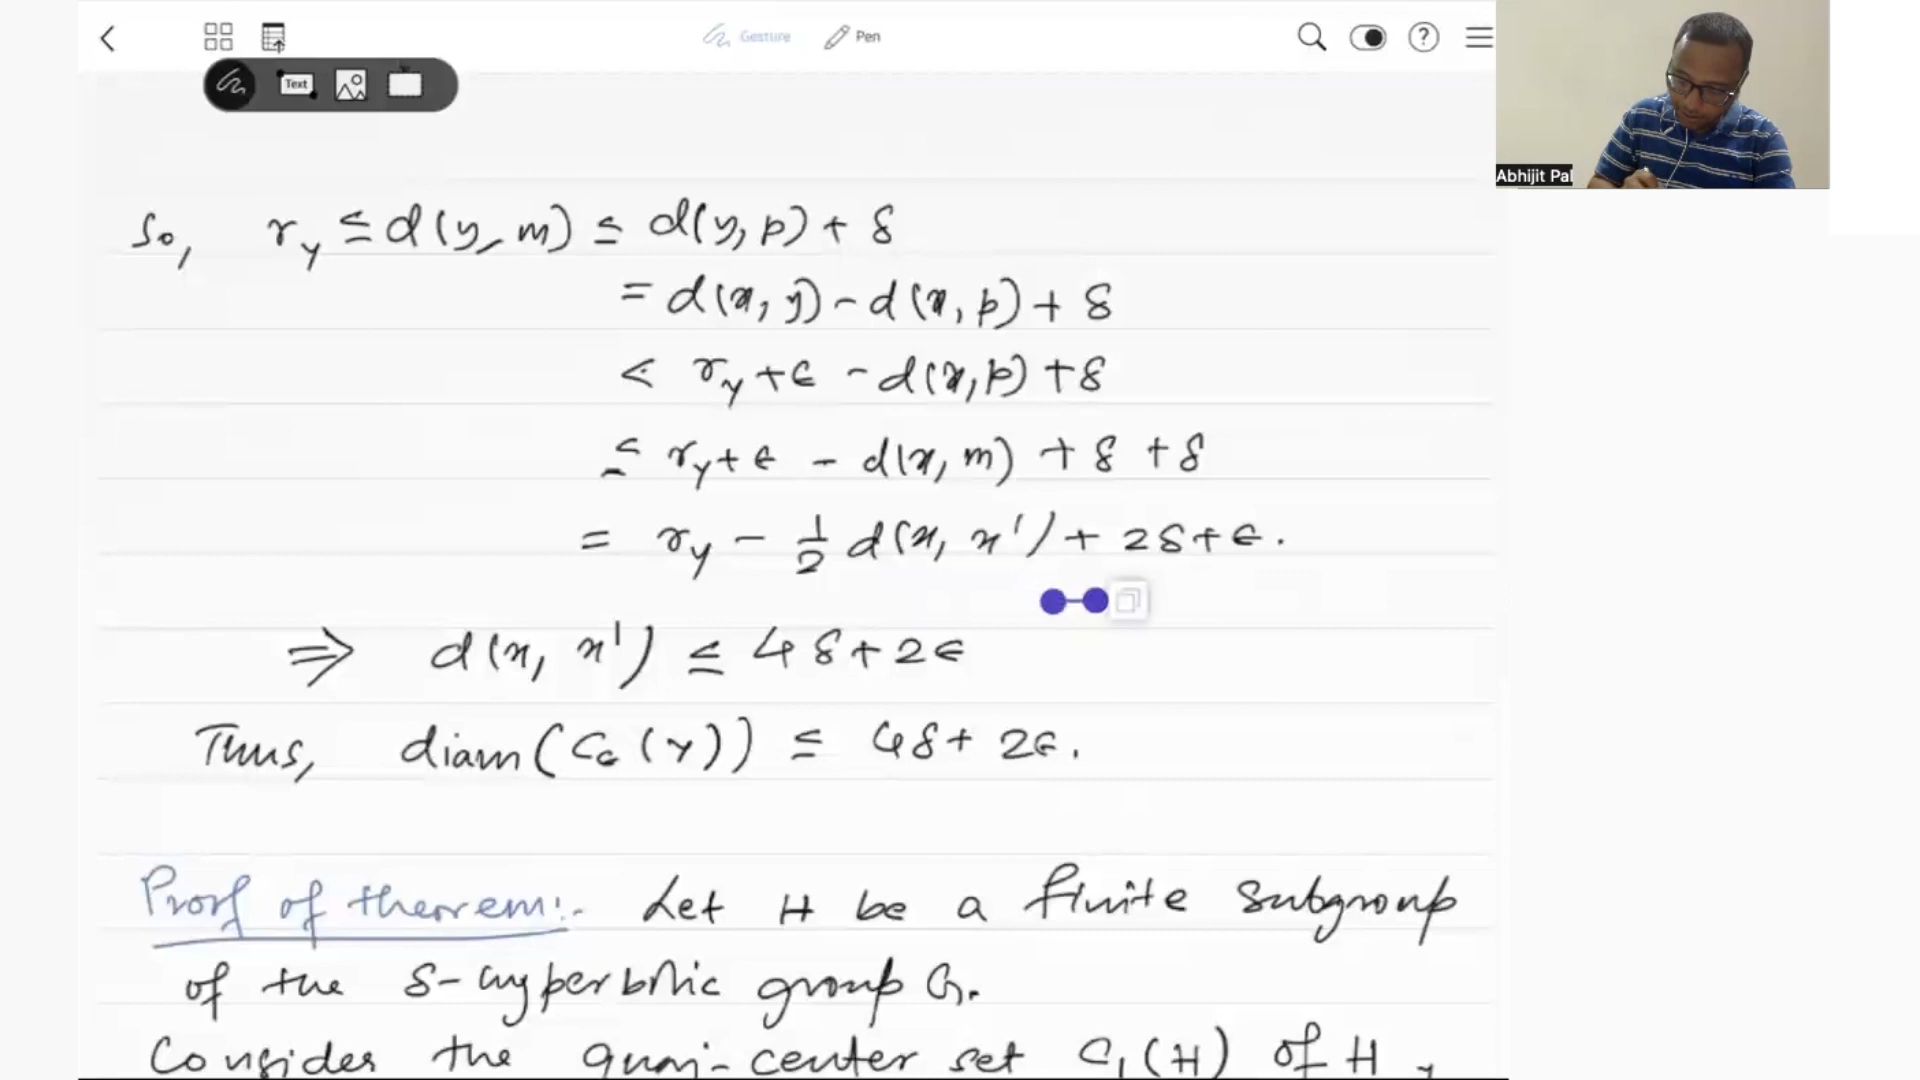 Gesture Pen
Text
Abhijit Pal
So, r_y ≤ d(y, m) ≤ d(y, p) + δ
= d(x, y) - d(x, p) + δ
< r_y + ϵ - d(x, p) + δ
≤ r_y + ϵ - d(x, m) + δ + δ
= r_y - 1/2 d(x, x') + 2δ + ϵ.
⇒ d(x, x') ≤ 4δ + 2ϵ
Thus, diam(C_ϵ(Y)) ≤ 4δ + 2ϵ.
Proof of theorem:- Let H be a finite subgroup
of the δ-hyperbolic group G.
Consider the quasi-center set C_1(H) of H,